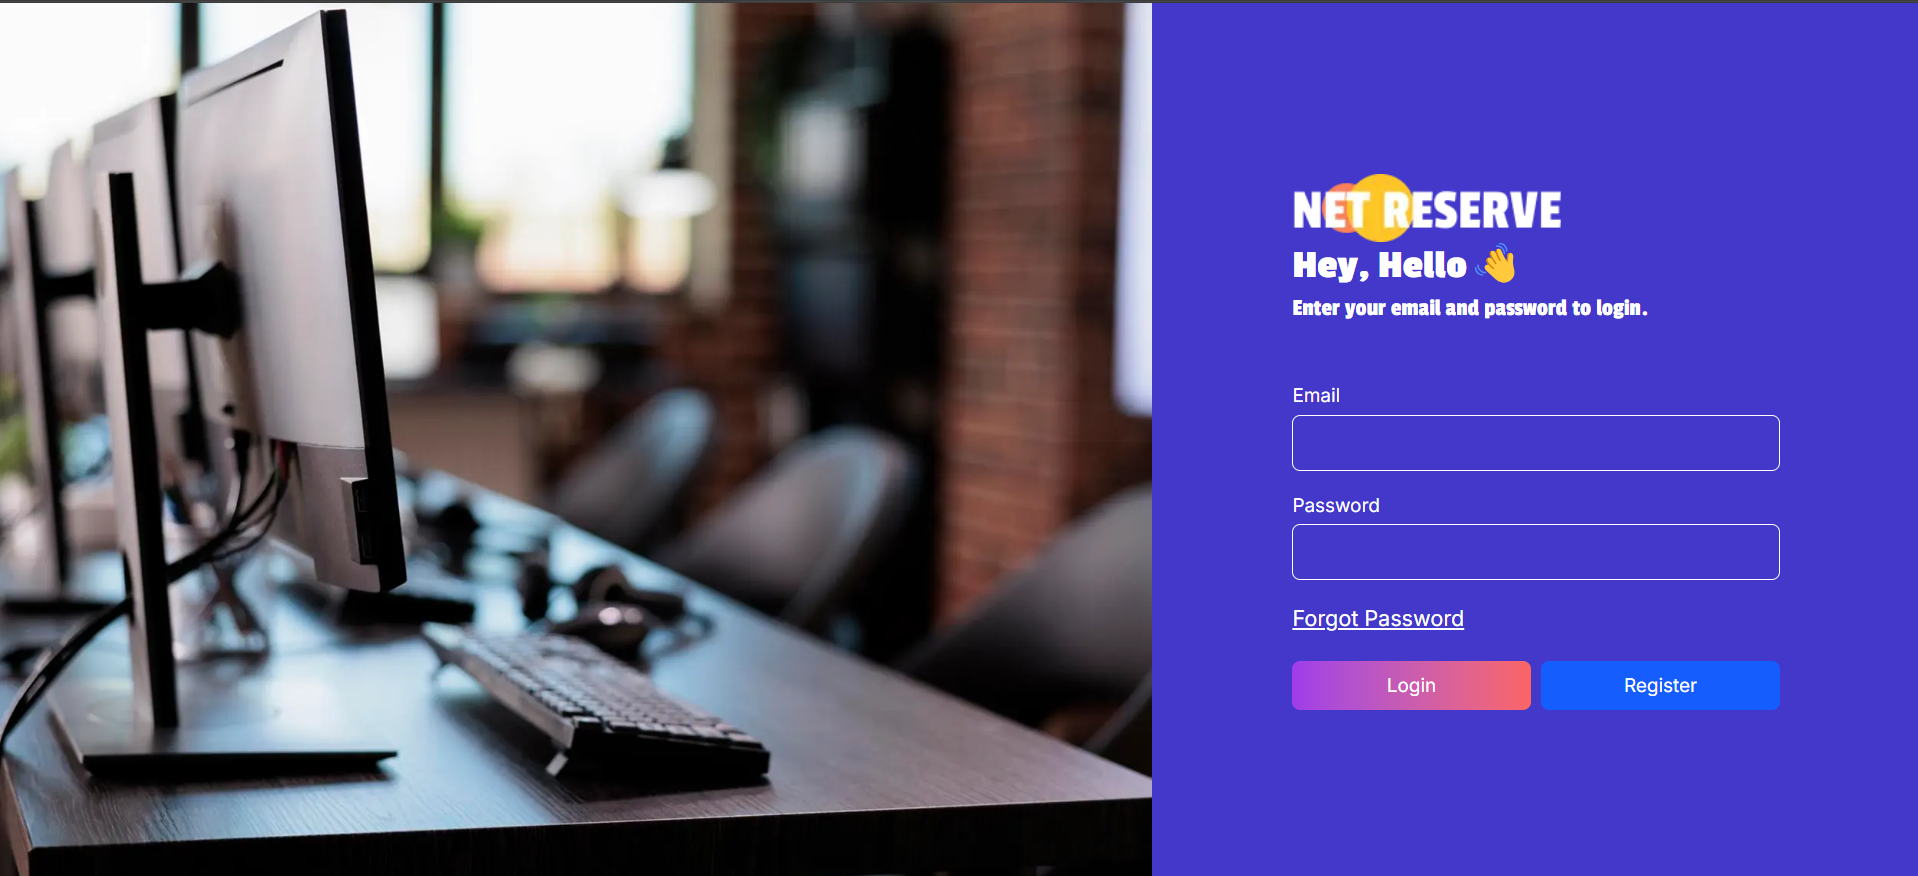 NET RESERVE
Hey, Hello 👋
Enter your email and password to login.
Email
Password
Forgot Password
Login
Register